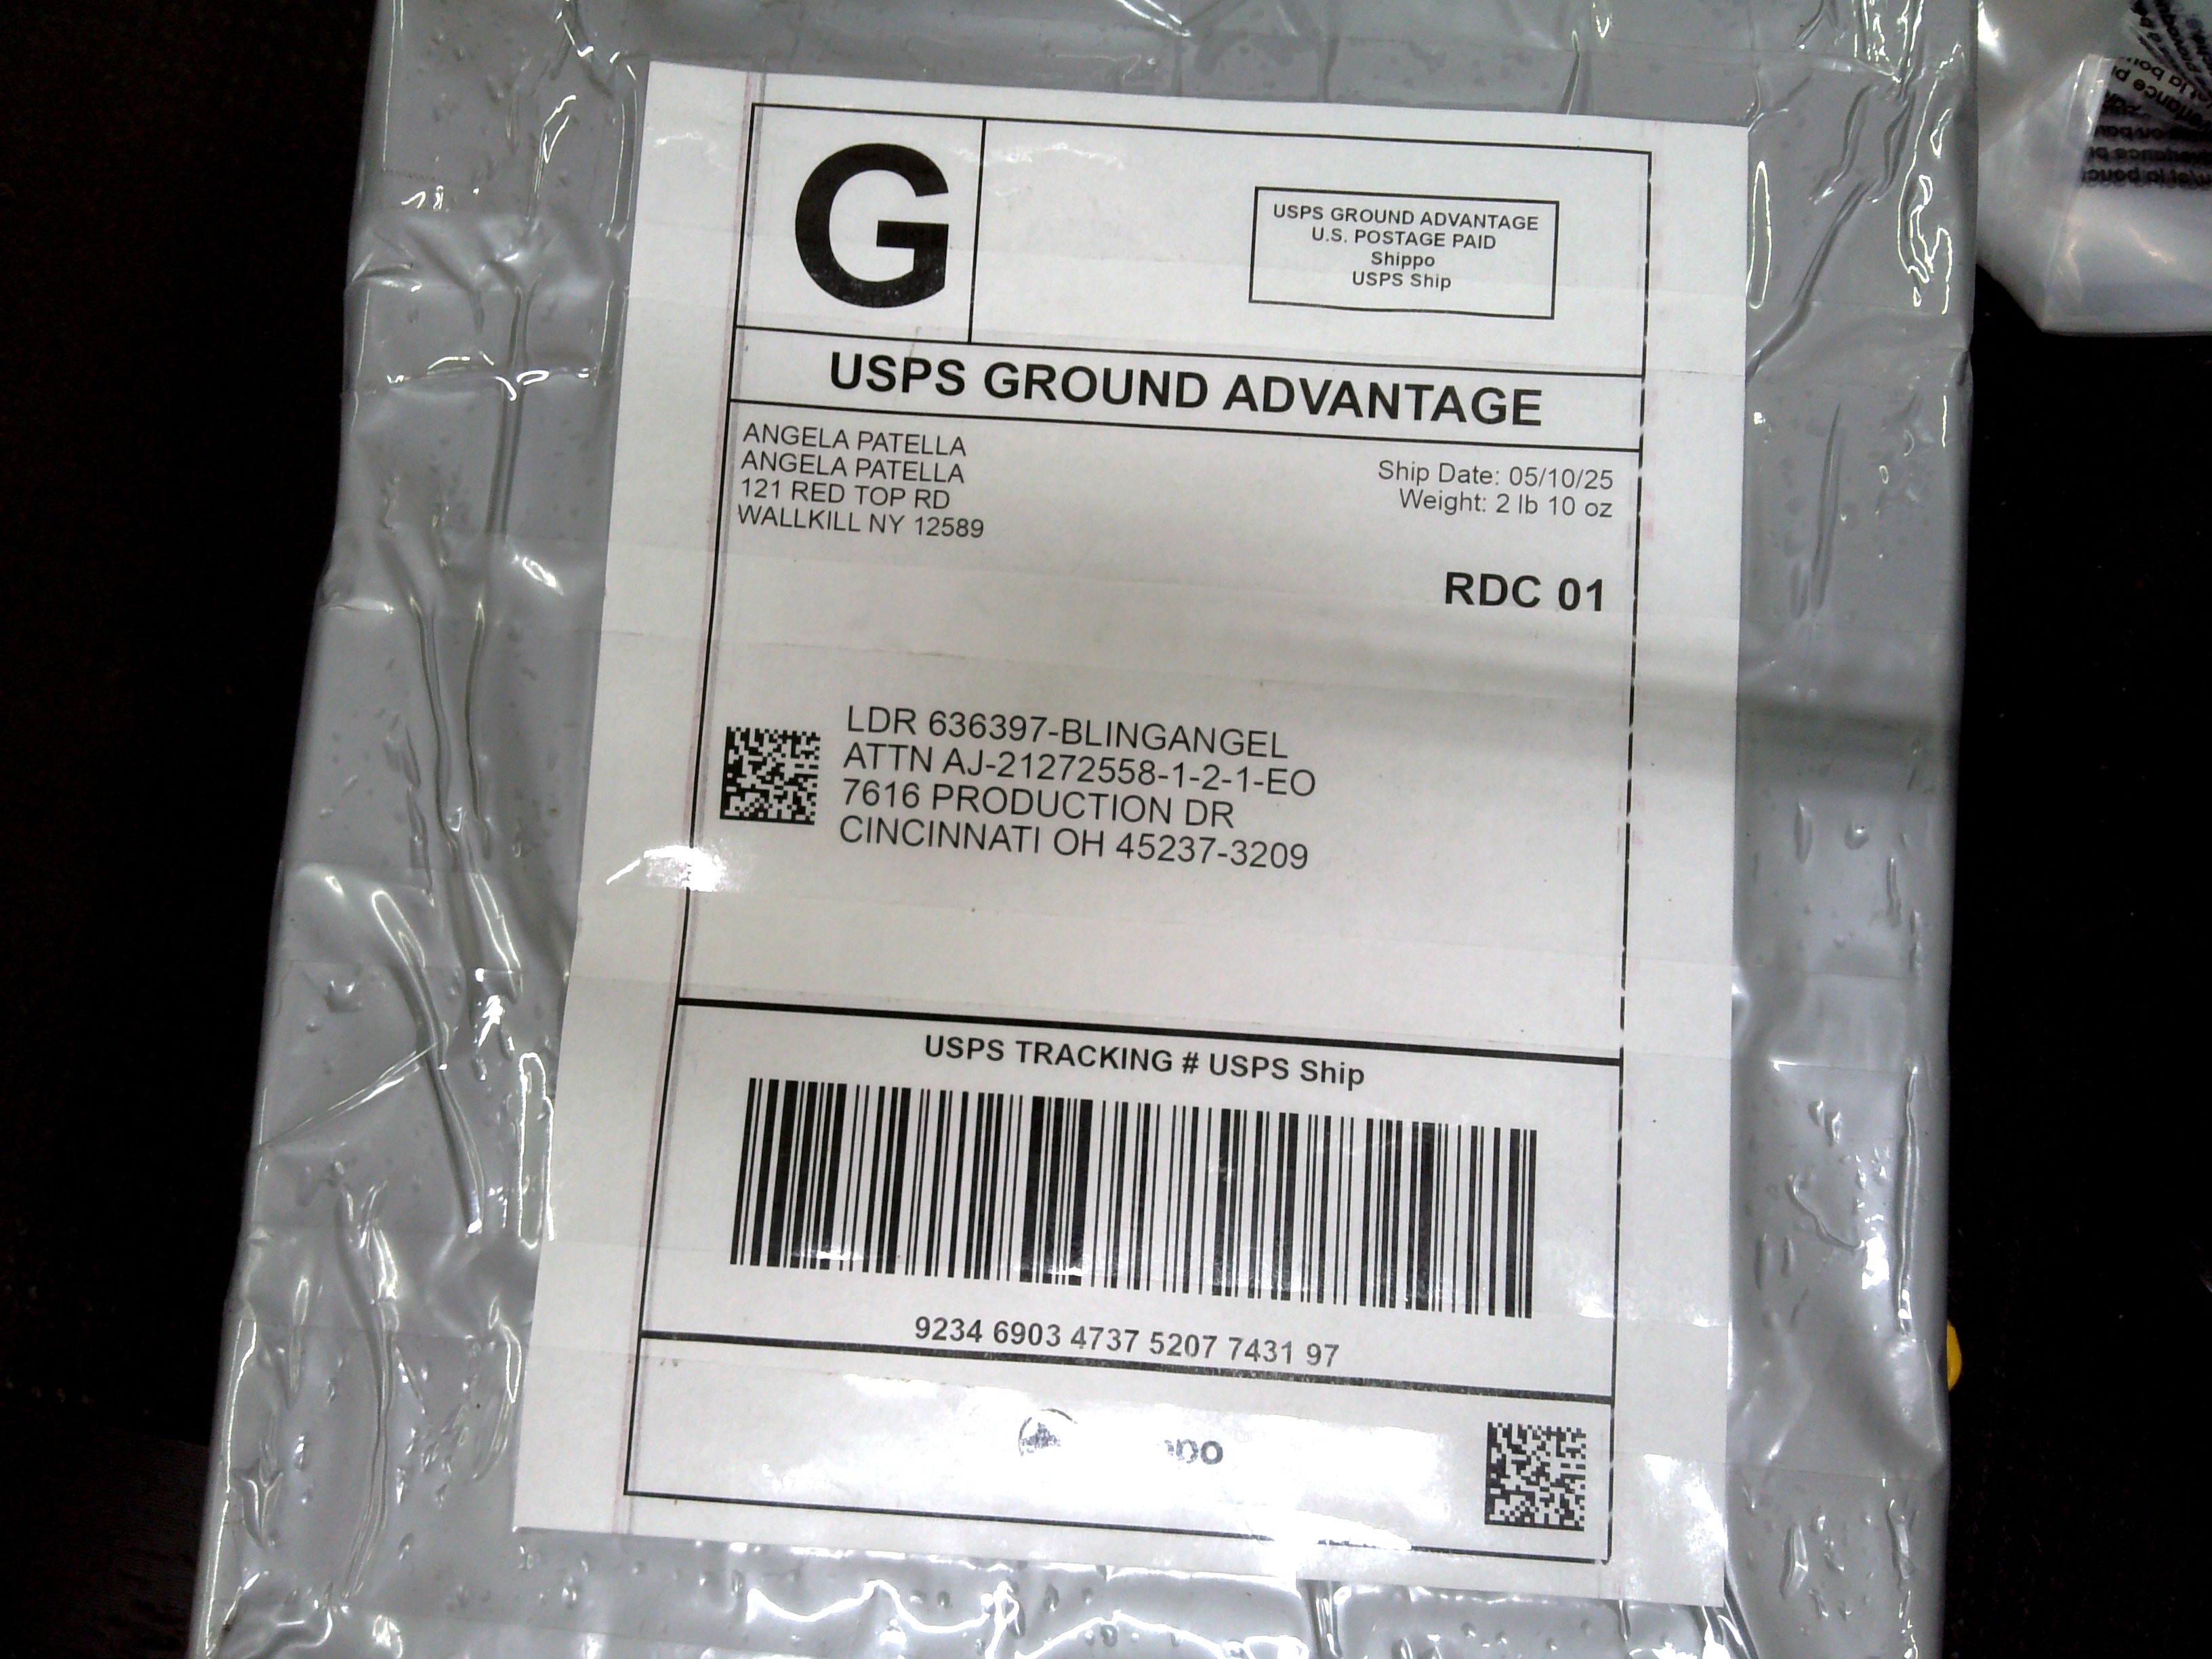 G
USPS GROUND ADVANTAGE
U.S. POSTAGE PAID
Shippo
USPS Ship
USPS GROUND ADVANTAGE
ANGELA PATELLA
ANGELA PATELLA
121 RED TOP RD
WALLKILL NY 12589
Ship Date: 05/10/25
Weight: 2 lb 10 oz
RDC 01
LDR 636397-BLINGANGEL
ATTN AJ-21272558-1-2-1-EO
7616 PRODUCTION DR
CINCINNATI OH 45237-3209
USPS TRACKING # USPS Ship
9234 6903 4737 5207 7431 97